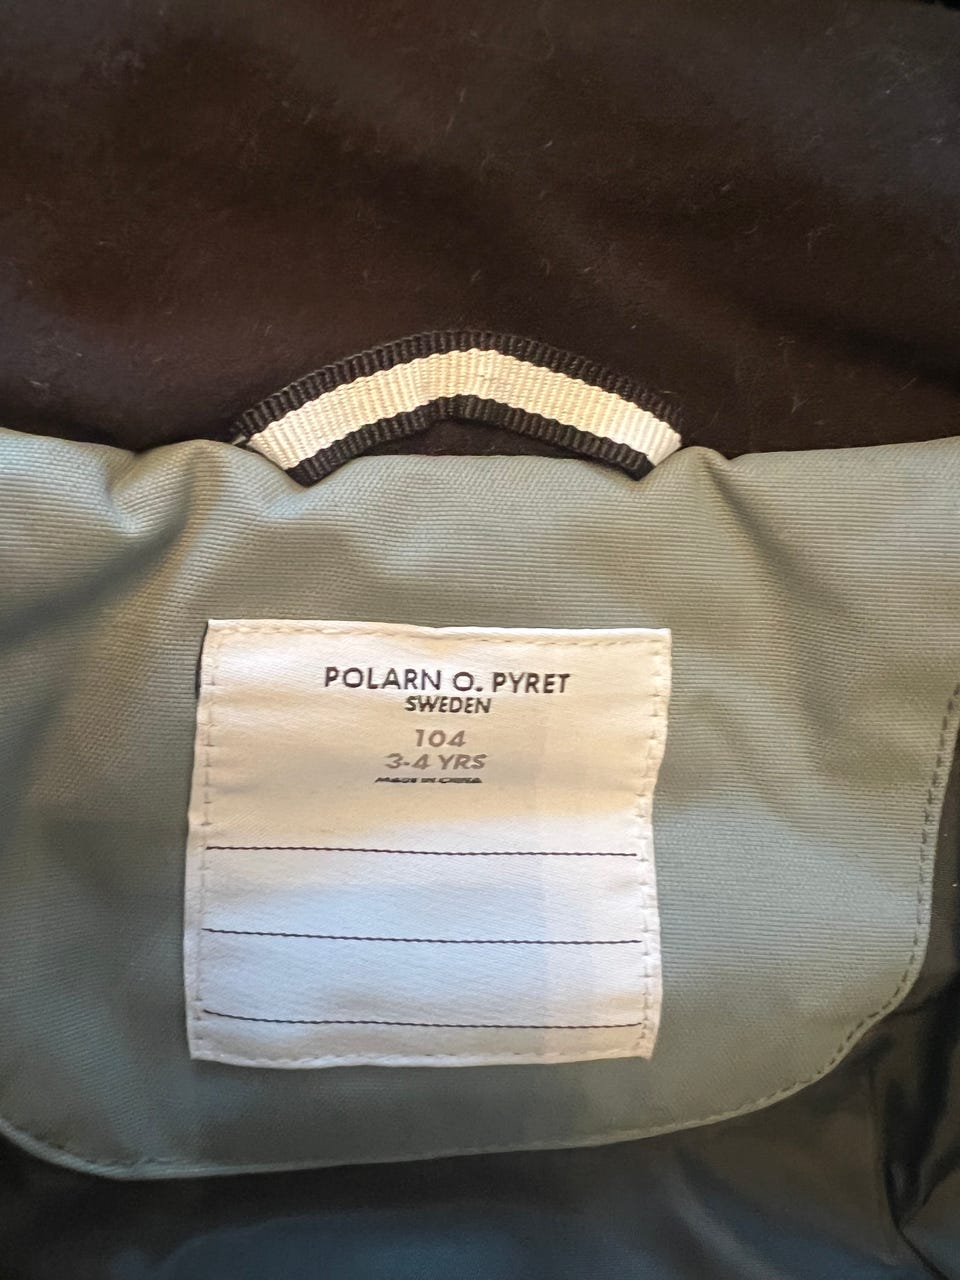 POLARN O. PYRET
SWEDEN
104
3-4 YRS
MADE IN CHINA